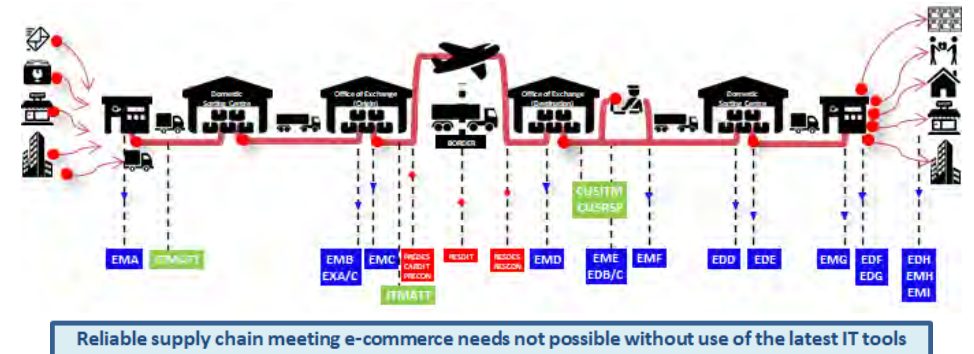 Domestic
Sorting Centre
Office of Exchange
(Origin)
BORDER
Office of Exchange
(Destination)
Domestic
Sorting Centre
CUSITM
CUSRSP
EMA
ITMATT
EMB
EXA/C
EMC
PREDES
CARDIT
PRECON
RESDIT
RESDES
RESCON
EMD
EME
EDB/C
EMF
EDD
EDE
EMG
EDF
EDG
EDH
EMH
EMI
ITMATT
Reliable supply chain meeting e-commerce needs not possible without use of the latest IT tools